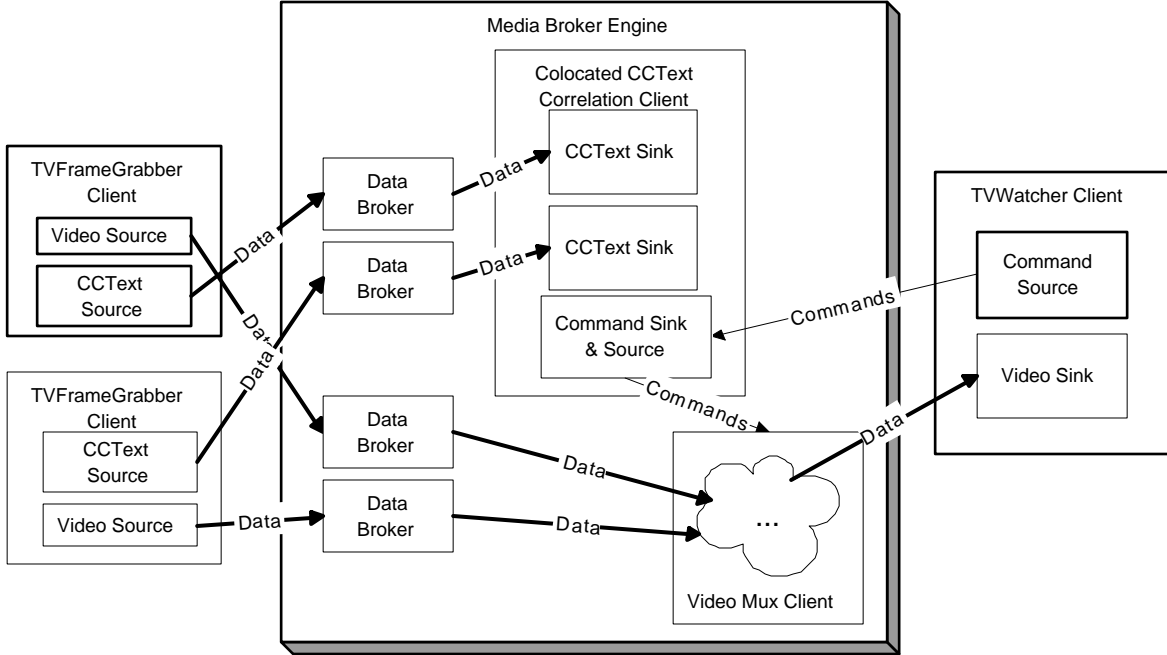 Media Broker Engine
Colocated CCText
Correlation Client
CCText Sink
CCText Sink
Command Sink
& Source
TVFrameGrabber
Client
Video Source
CCText
Source
TVFrameGrabber
Client
CCText
Source
Video Source
Data
Data
Data
Data
Data
Broker
Data
Broker
Data
Broker
Data
Broker
Data
Data
Data
Data
Commands
Commands
Data
...
Video Mux Client
TVWatcher Client
Command
Source
Video Sink